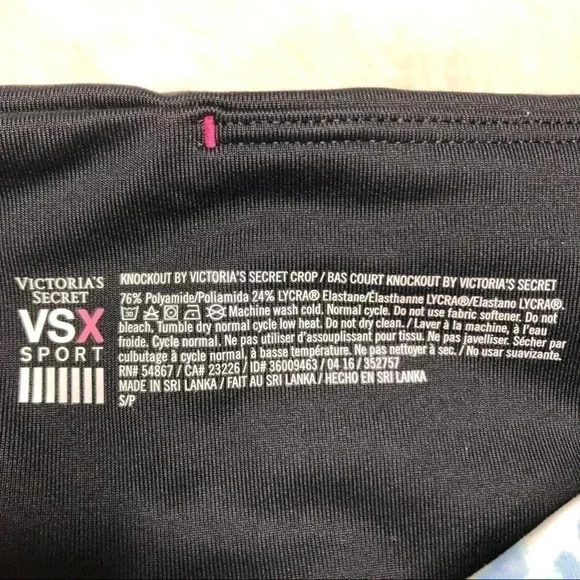 VICTORIA'S
SECRET
VSX
SPORT
KNOCKOUT BY VICTORIA'S SECRET CROP / BAS COURT KNOCKOUT BY VICTORIA'S SECRET
76% Polyamide/Poliamida 24% LYCRA® Elastane/Élasthanne LYCRA®/Elastano LYCRA®.
30 Machine wash cold. Normal cycle. Do not use fabric softener. Do not
bleach. Tumble dry normal cycle low heat. Do not dry clean. / Laver à la machine, à l'eau
froide. Cycle normal. Ne pas utiliser d'assouplissant pour tissu. Ne pas javelliser. Sécher par
culbutage à cycle normal, à basse température. Ne pas nettoyer à sec. / No usar suavizante.
RN# 54867 / CA# 23226 / ID# 36009463 / 04 16 / 352757
MADE IN SRI LANKA / FAIT AU SRI LANKA / HECHO EN SRI LANKA
S/P